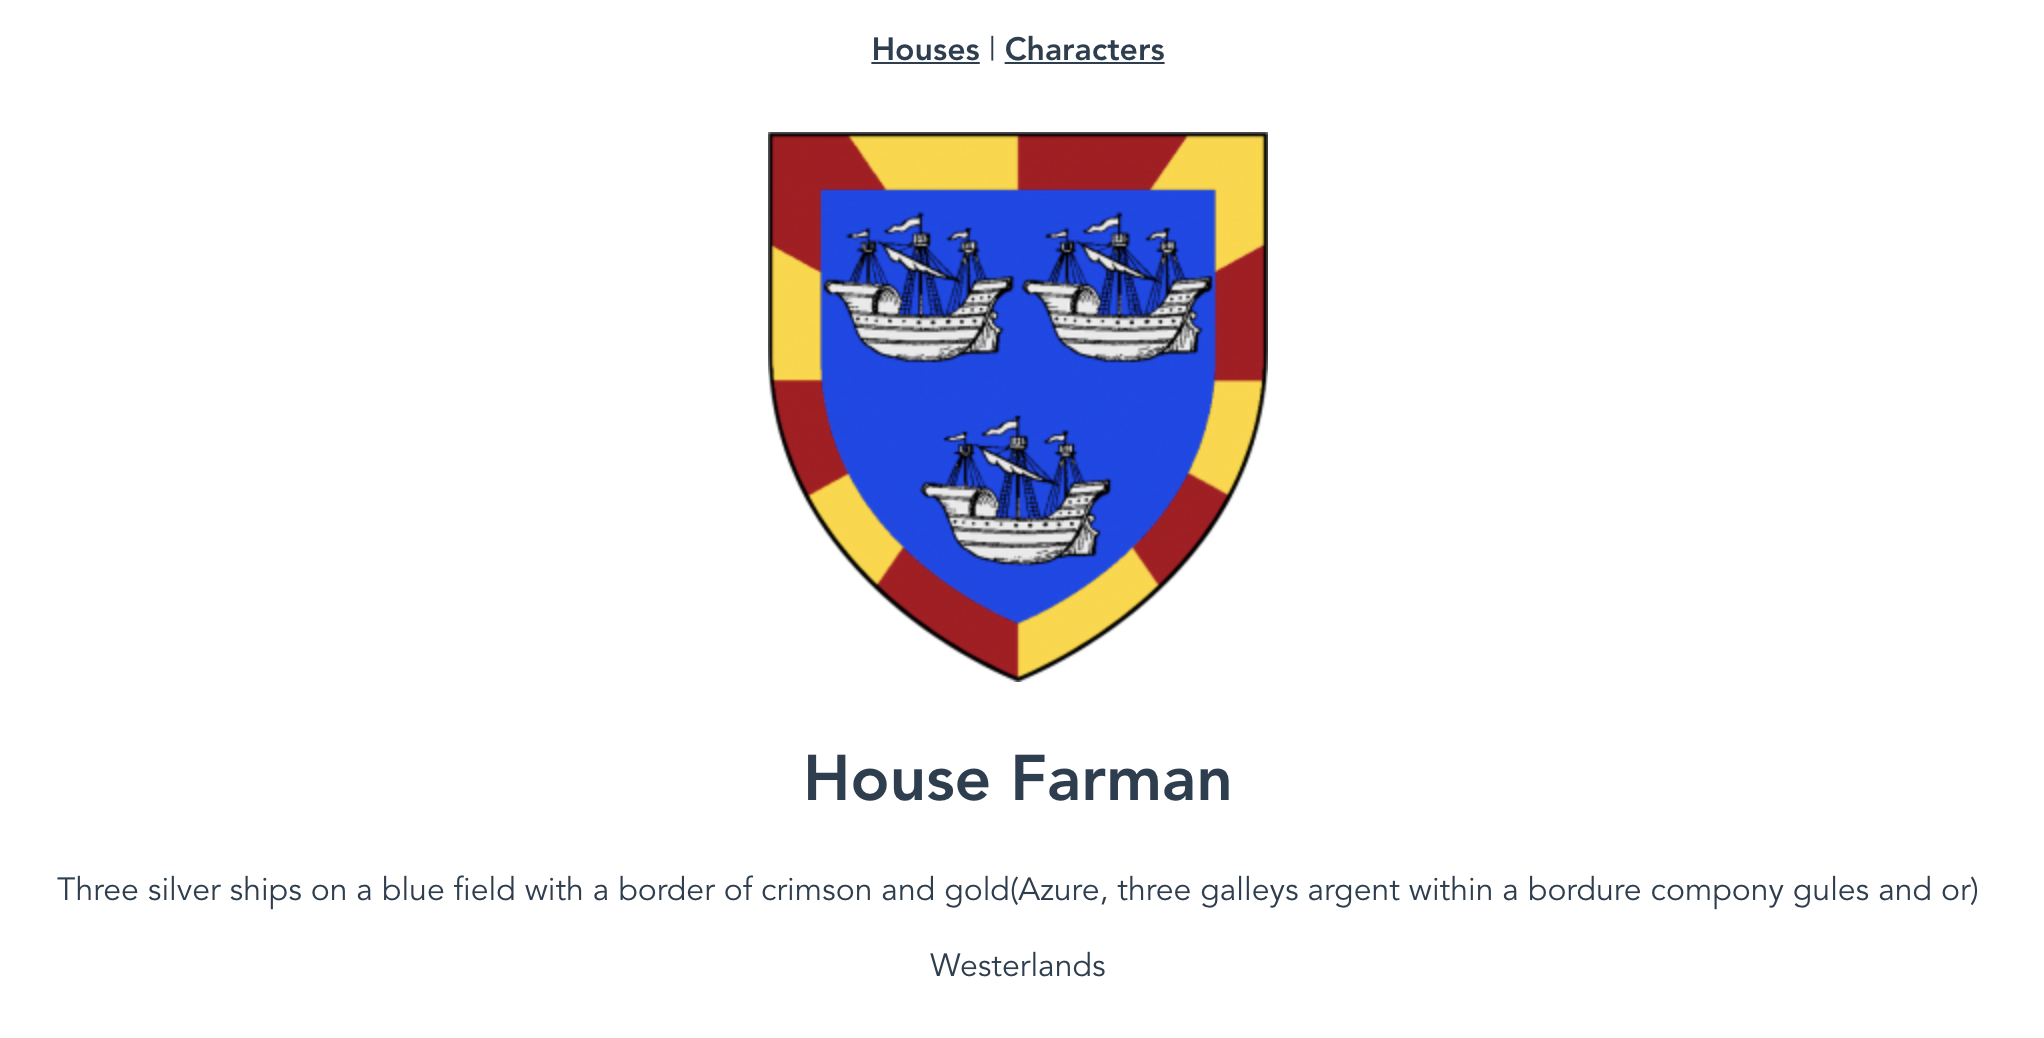 Houses | Characters
House Farman
Three silver ships on a blue field with a border of crimson and gold(Azure, three galleys argent within a bordure compony gules and or)
Westerlands